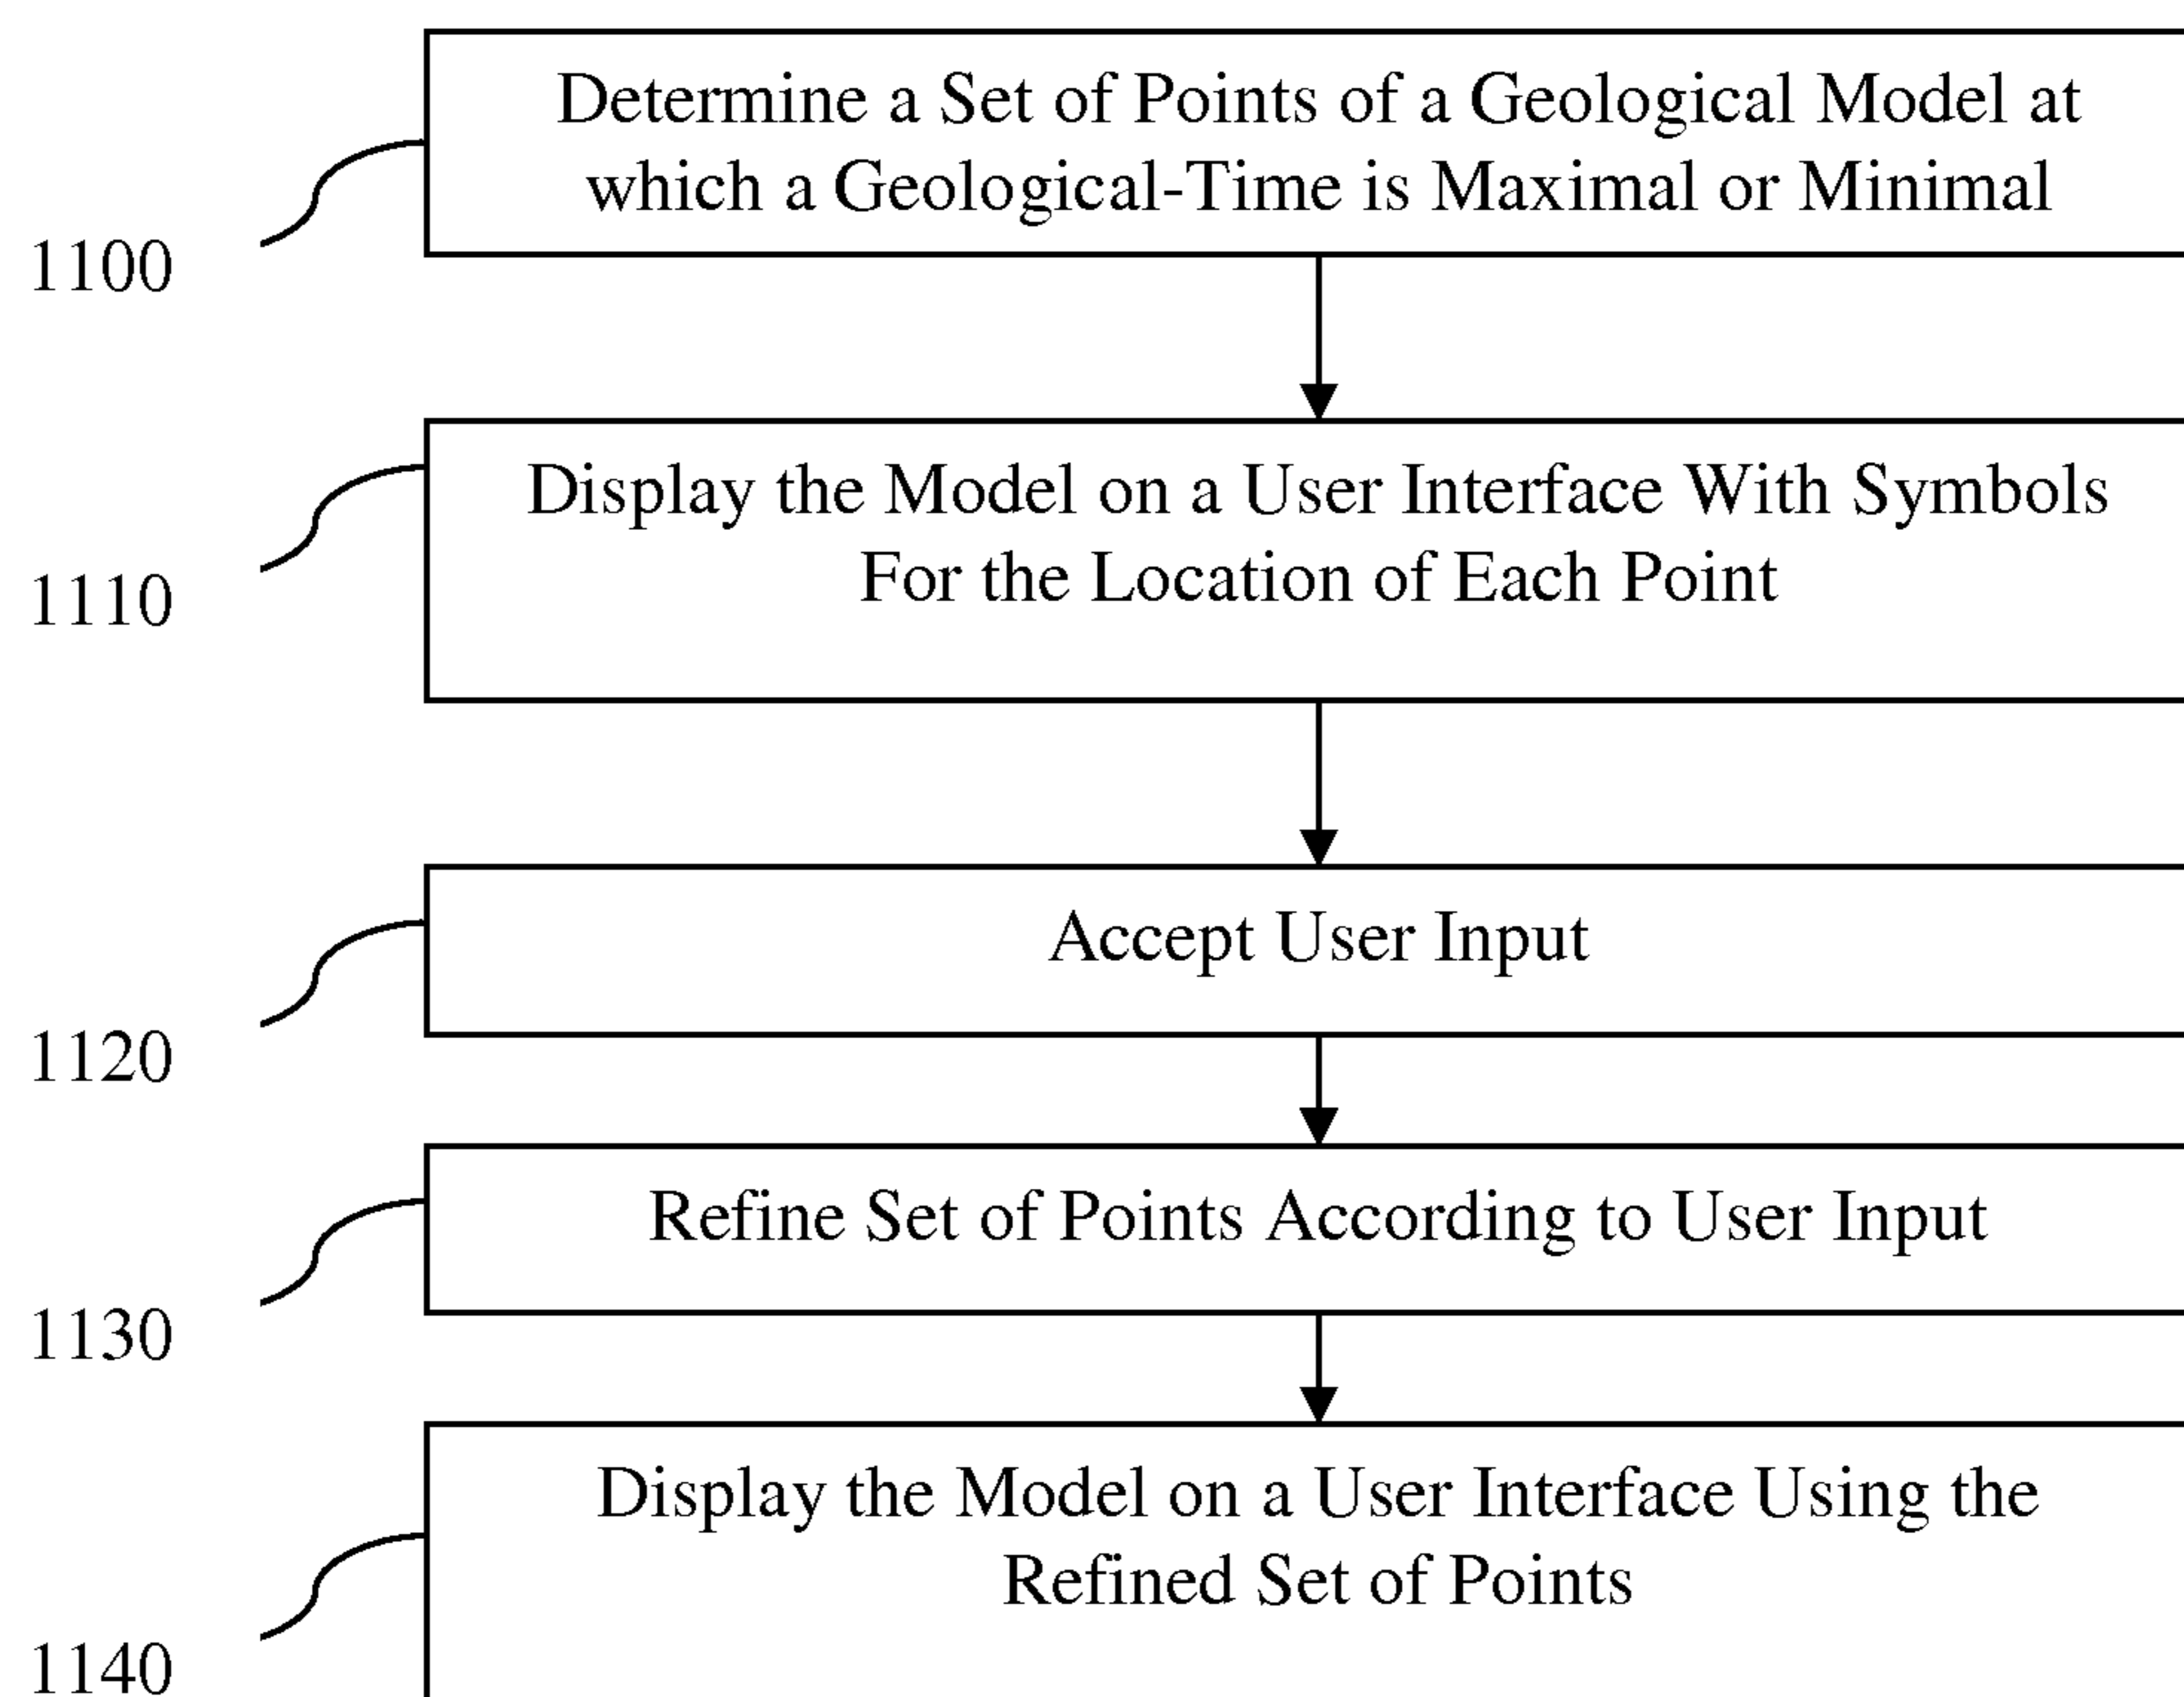 Determine a Set of Points of a Geological Model at
which a Geological-Time is Maximal or Minimal
1100
Display the Model on a User Interface With Symbols
For the Location of Each Point
1110
Accept User Input
1120
Refine Set of Points According to User Input
1130
Display the Model on a User Interface Using the
Refined Set of Points
1140